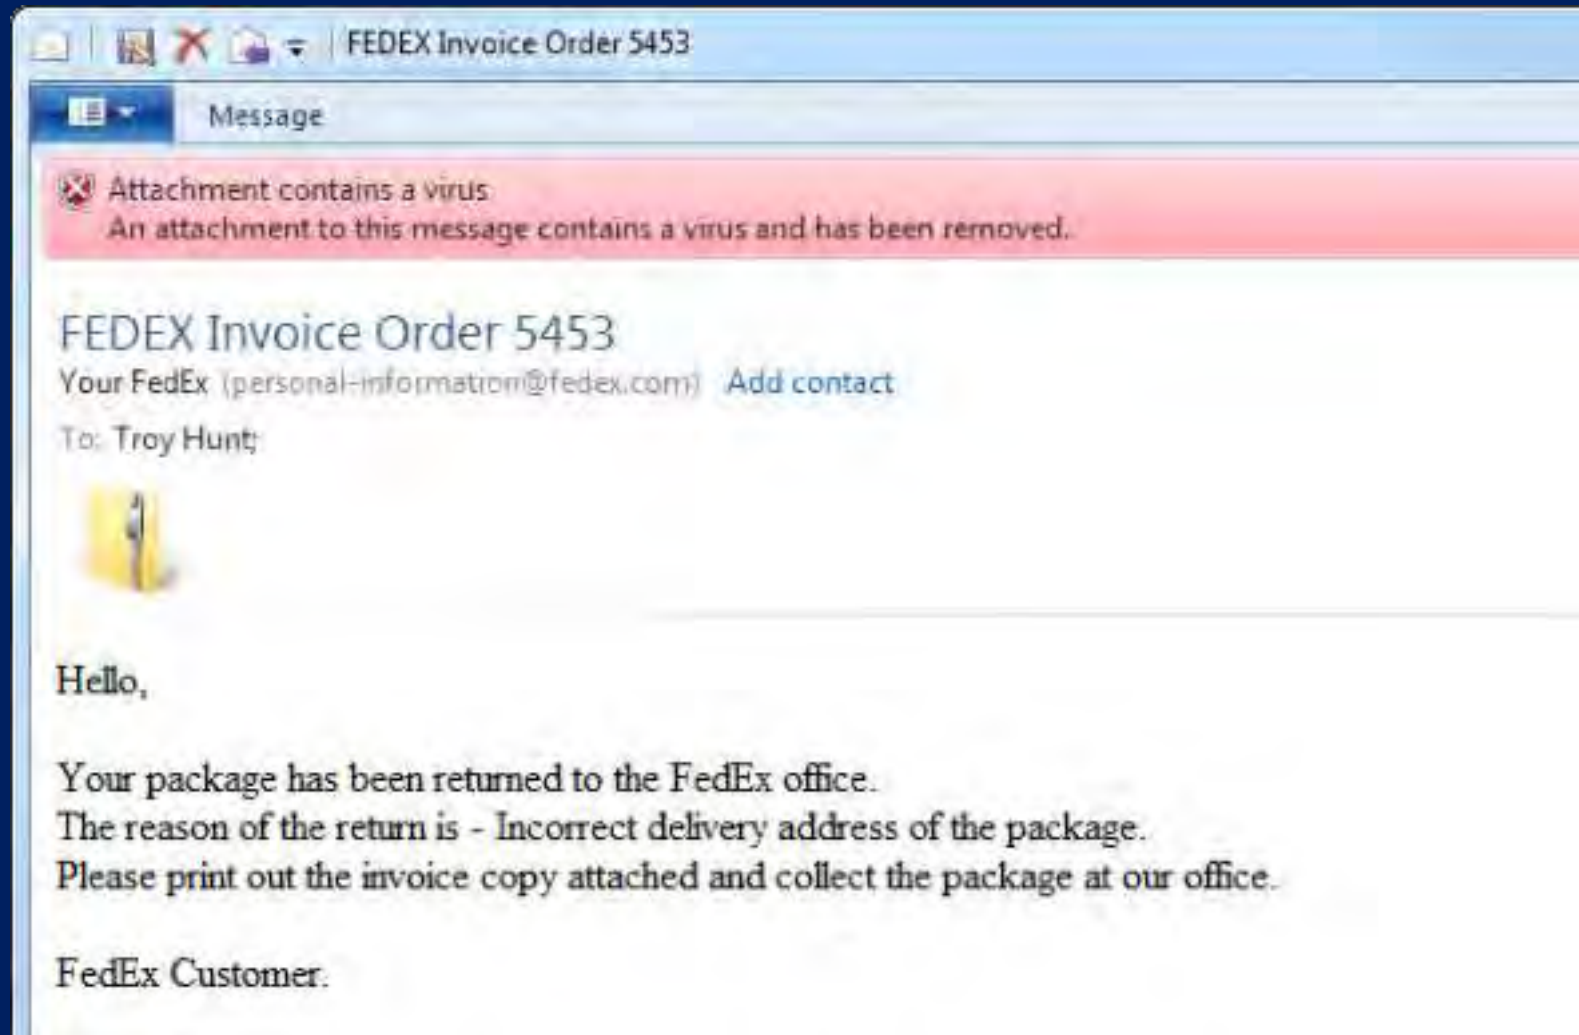 FEDEX Invoice Order 5453
Message
Attachment contains a virus
An attachment to this message contains a virus and has been removed.
FEDEX Invoice Order 5453
Your FedEx (personal-information@fedex.com) Add contact
To: Troy Hunt;
Hello,
Your package has been returned to the FedEx office.
The reason of the return is - Incorrect delivery address of the package.
Please print out the invoice copy attached and collect the package at our office.
FedEx Customer.